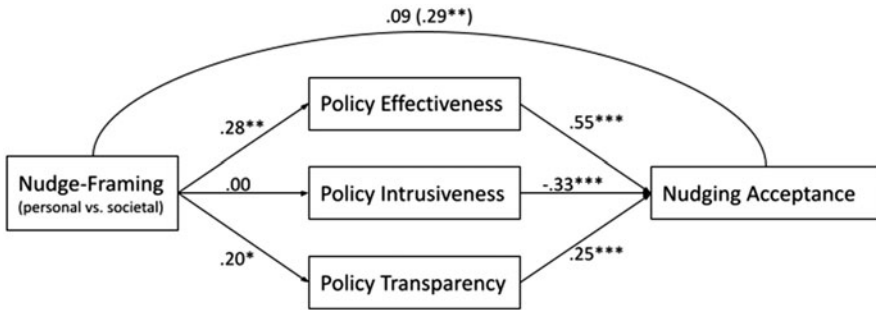 .09 (.29**)
Policy Effectiveness
.28**
.55***
Nudge-Framing
(personal vs. societal)
.00
Policy Intrusiveness
-.33***
Nudging Acceptance
.20*
.25***
Policy Transparency